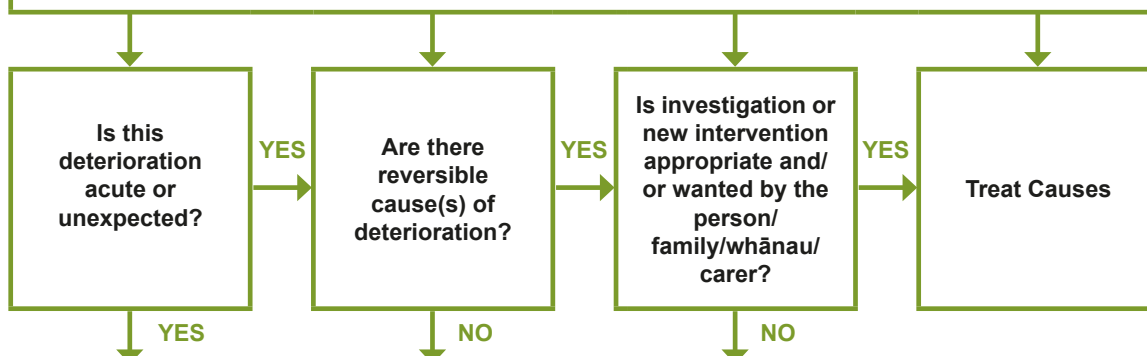 Is this
deterioration
acute or
unexpected?
YES
Are there
reversible
cause(s) of
deterioration?
YES
Is investigation or
new intervention
appropriate and/
or wanted by the
person/
family/whānau/
carer?
YES
Treat Causes
YES
NO
NO